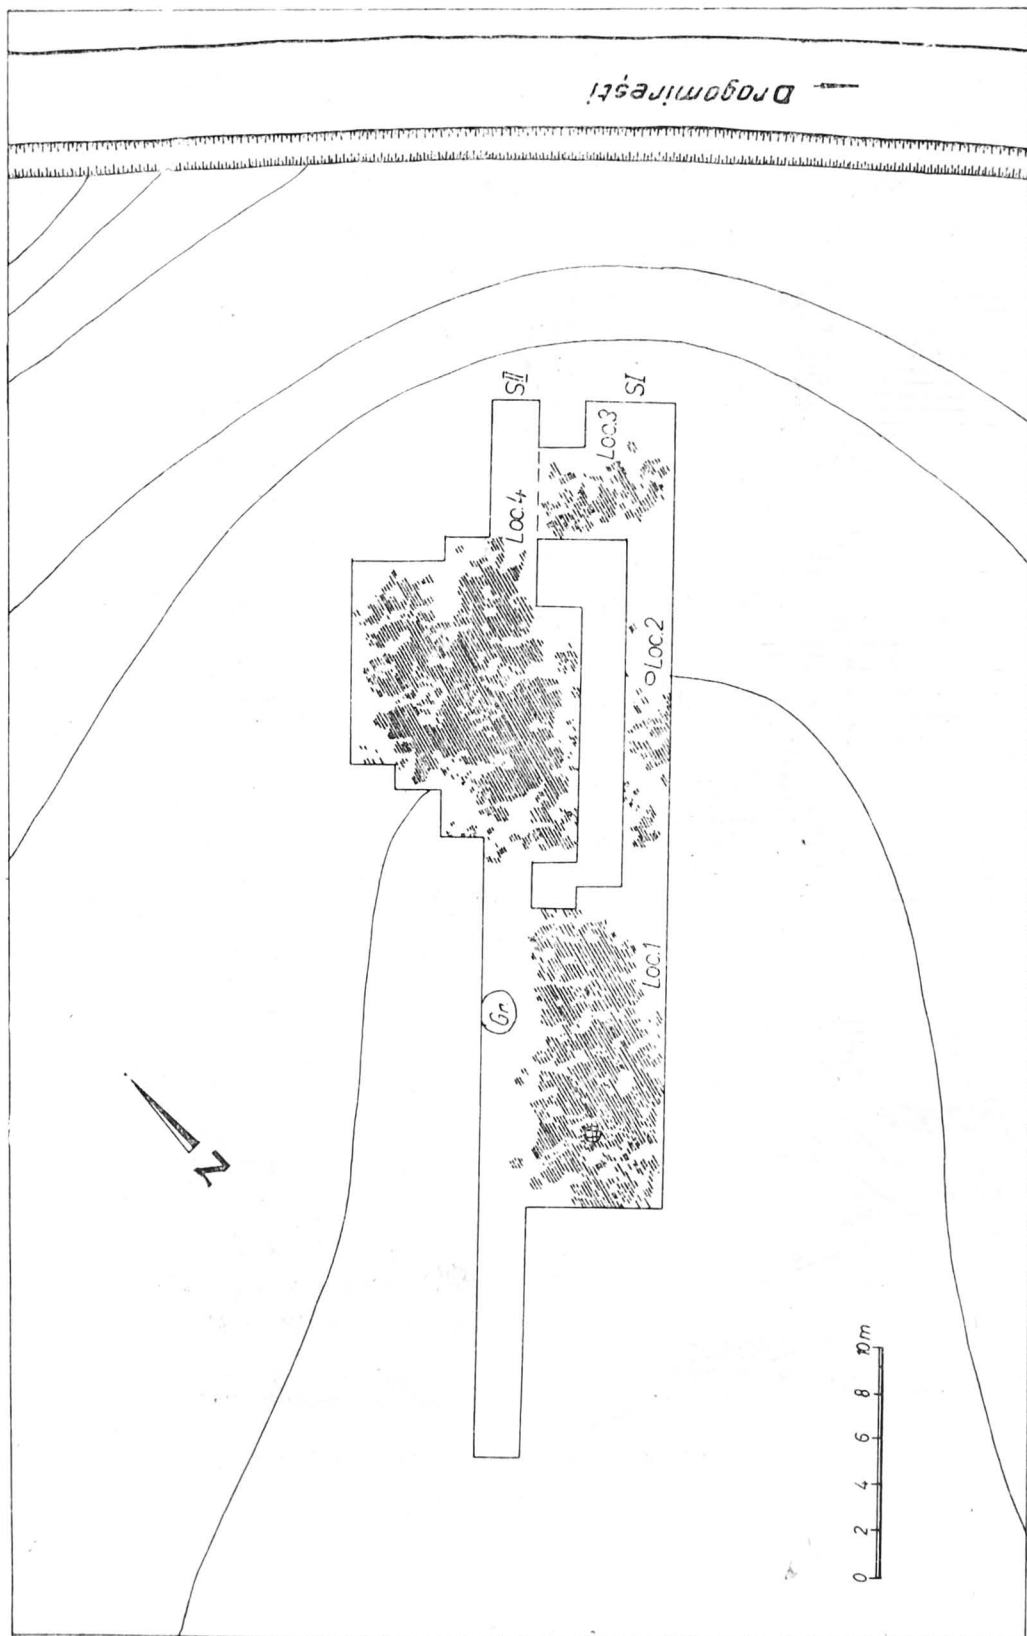 Dragomirești —
SII
SI
Loc.3
Loc.4
Loc.2
Loc.1
Gr.
N
0 2 4 6 8 10m